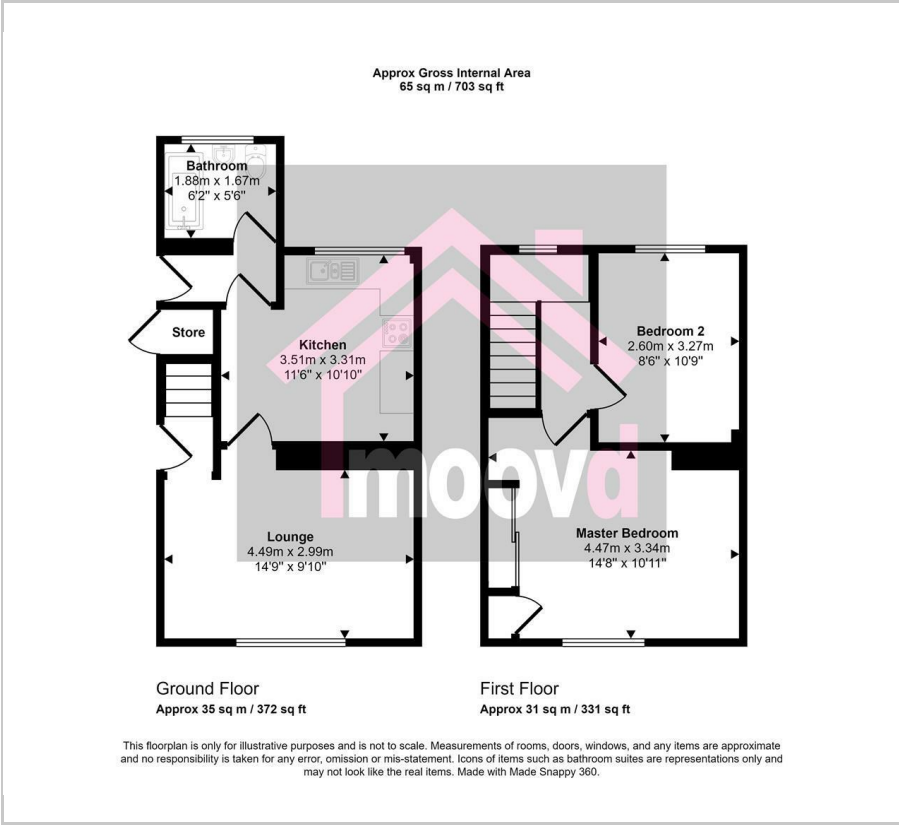 Approx Gross Internal Area
65 sq m / 703 sq ft
Bathroom
1.88m x 1.67m
6'2" x 5'6"
Store
Kitchen
3.51m x 3.31m
11'6" x 10'10"
Bedroom 2
2.60m x 3.27m
8'6" x 10'9"
moovd
Lounge
4.49m x 2.99m
14'9" x 9'10"
Master Bedroom
4.47m x 3.34m
14'8" x 10'11"
Ground Floor
Approx 35 sq m / 372 sq ft
First Floor
Approx 31 sq m / 331 sq ft
This floorplan is only for illustrative purposes and is not to scale. Measurements of rooms, doors, windows, and any items are approximate
and no responsibility is taken for any error, omission or mis-statement. Icons of items such as bathroom suites are representations only and
may not look like the real items. Made with Made Snappy 360.